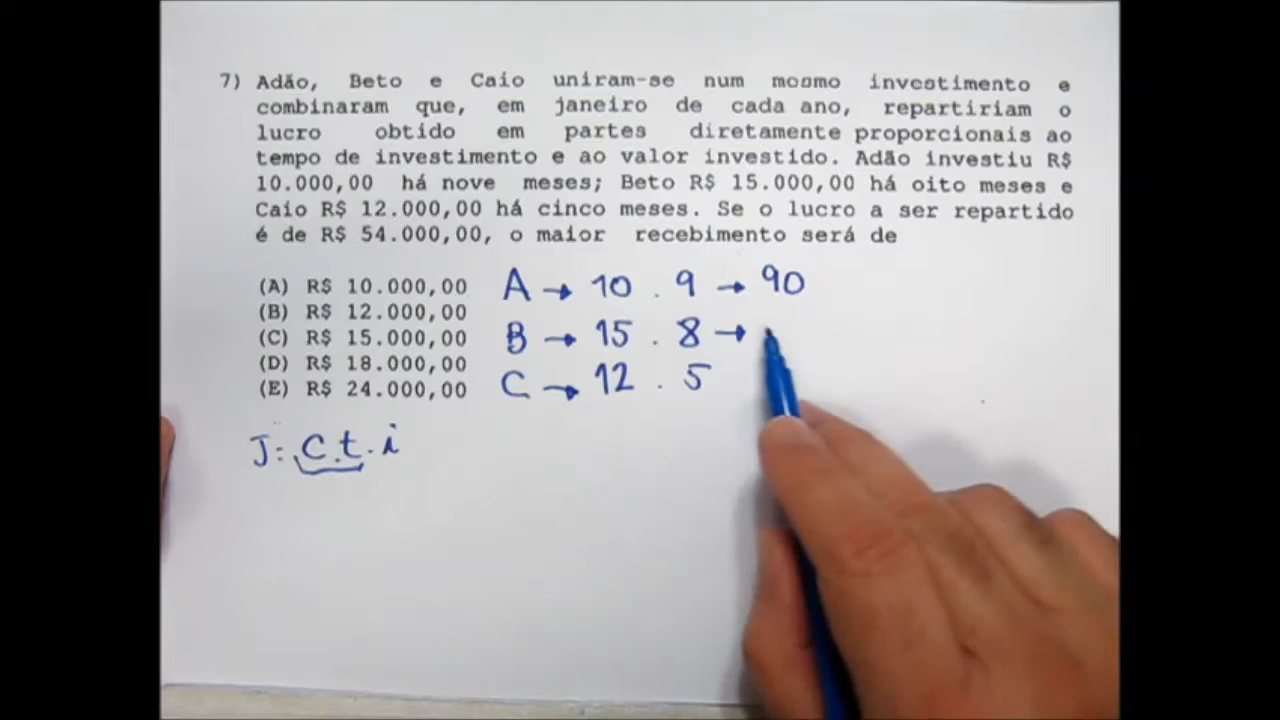 7) Adão, Beto e Caio uniram-se num mesmo investimento e
combinaram que, em janeiro de cada ano, repartiriam o
lucro obtido em partes diretamente proporcionais ao
tempo de investimento e ao valor investido. Adão investiu R$
10.000,00 há nove meses; Beto R$ 15.000,00 há oito meses e
Caio R$ 12.000,00 há cinco meses. Se o lucro a ser repartido
é de R$ 54.000,00, o maior recebimento será de
(A) R$ 10.000,00
(B) R$ 12.000,00
(C) R$ 15.000,00
(D) R$ 18.000,00
(E) R$ 24.000,00
A → 10 . 9 → 90
B → 15 . 8 →
C → 12 . 5
J = C . t . i